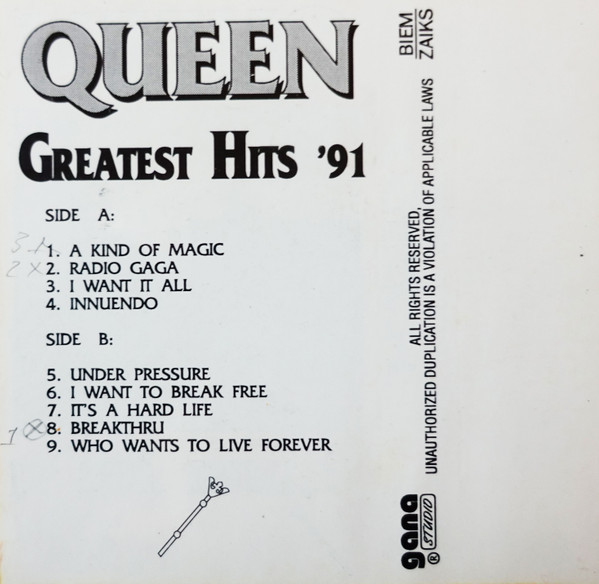 QUEEN
GREATEST HITS '91
SIDE A:
1. A KIND OF MAGIC
2. RADIO GAGA
3. I WANT IT ALL
4. INNUENDO
SIDE B:
5. UNDER PRESSURE
6. I WANT TO BREAK FREE
7. IT'S A HARD LIFE
8. BREAKTHRU
9. WHO WANTS TO LIVE FOREVER
BIEM
ZAIKS
ALL RIGHTS RESERVED,
UNAUTHORIZED DUPLICATION IS A VIOLATION OF APPLICABLE LAWS
gana
® STUDIO